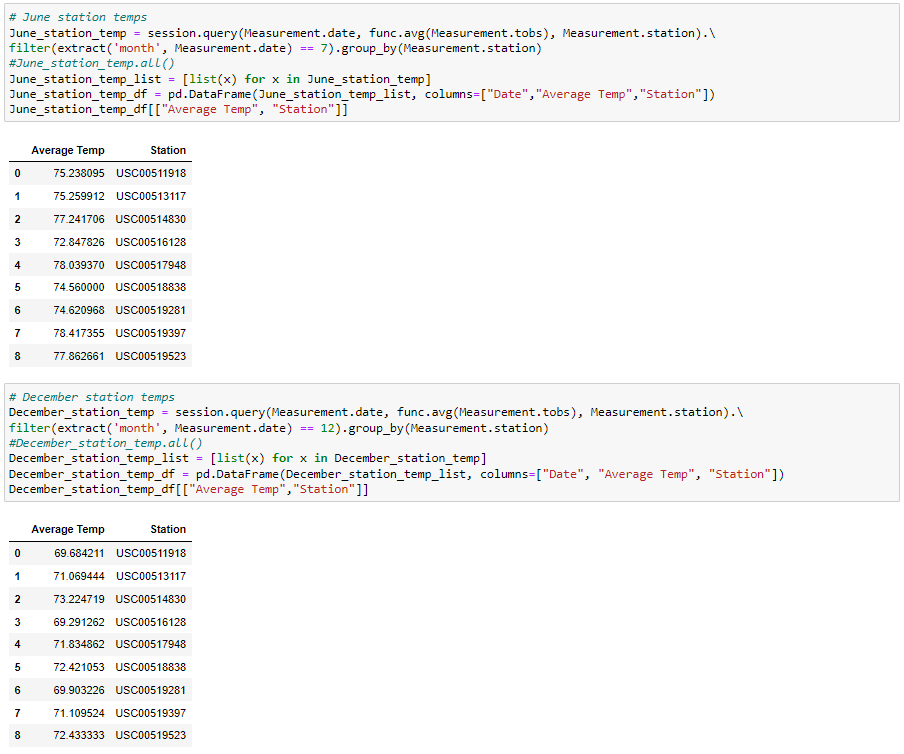 # June station temps
June_station_temp = session.query(Measurement.date, func.avg(Measurement.tobs), Measurement.station).\
filter(extract('month', Measurement.date) == 7).group_by(Measurement.station)
#June_station_temp.all()
June_station_temp_list = [list(x) for x in June_station_temp]
June_station_temp_df = pd.DataFrame(June_station_temp_list, columns=["Date","Average Temp","Station"])
June_station_temp_df[["Average Temp", "Station"]]
Average Temp Station
0 75.238095 USC00511918
1 75.259912 USC00513117
2 77.241706 USC00514830
3 72.847826 USC00516128
4 78.039370 USC00517948
5 74.560000 USC00518838
6 74.620968 USC00519281
7 78.417355 USC00519397
8 77.862661 USC00519523
# December station temps
December_station_temp = session.query(Measurement.date, func.avg(Measurement.tobs), Measurement.station).\
filter(extract('month', Measurement.date) == 12).group_by(Measurement.station)
#December_station_temp.all()
December_station_temp_list = [list(x) for x in December_station_temp]
December_station_temp_df = pd.DataFrame(December_station_temp_list, columns=["Date", "Average Temp", "Station"])
December_station_temp_df[["Average Temp","Station"]]
Average Temp Station
0 69.684211 USC00511918
1 71.069444 USC00513117
2 73.224719 USC00514830
3 69.291262 USC00516128
4 71.834862 USC00517948
5 72.421053 USC00518838
6 69.903226 USC00519281
7 71.109524 USC00519397
8 72.433333 USC00519523